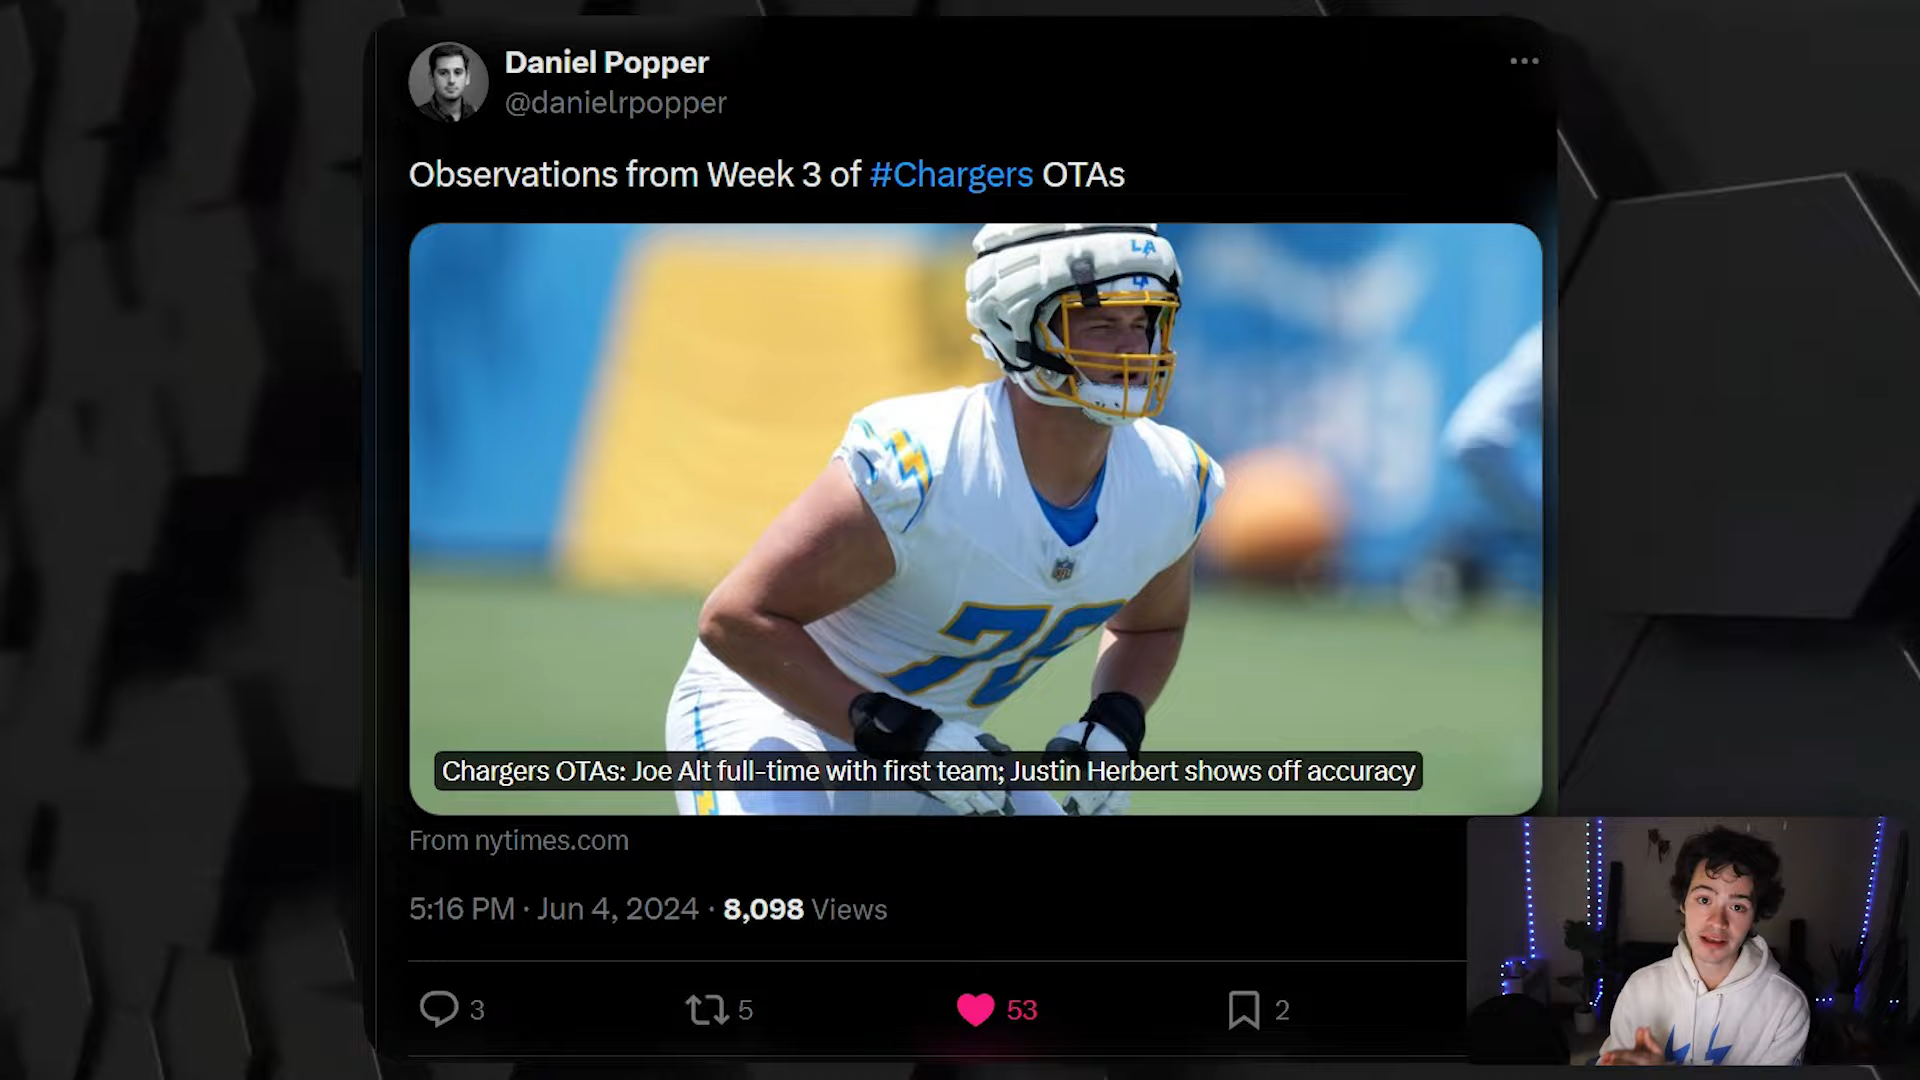 Daniel Popper
@danielrpopper
Observations from Week 3 of #Chargers OTAs
LA
LA
76
Chargers OTAs: Joe Alt full-time with first team; Justin Herbert shows off accuracy
From nytimes.com
5:16 PM · Jun 4, 2024 · 8,098 Views
3
5
53
2